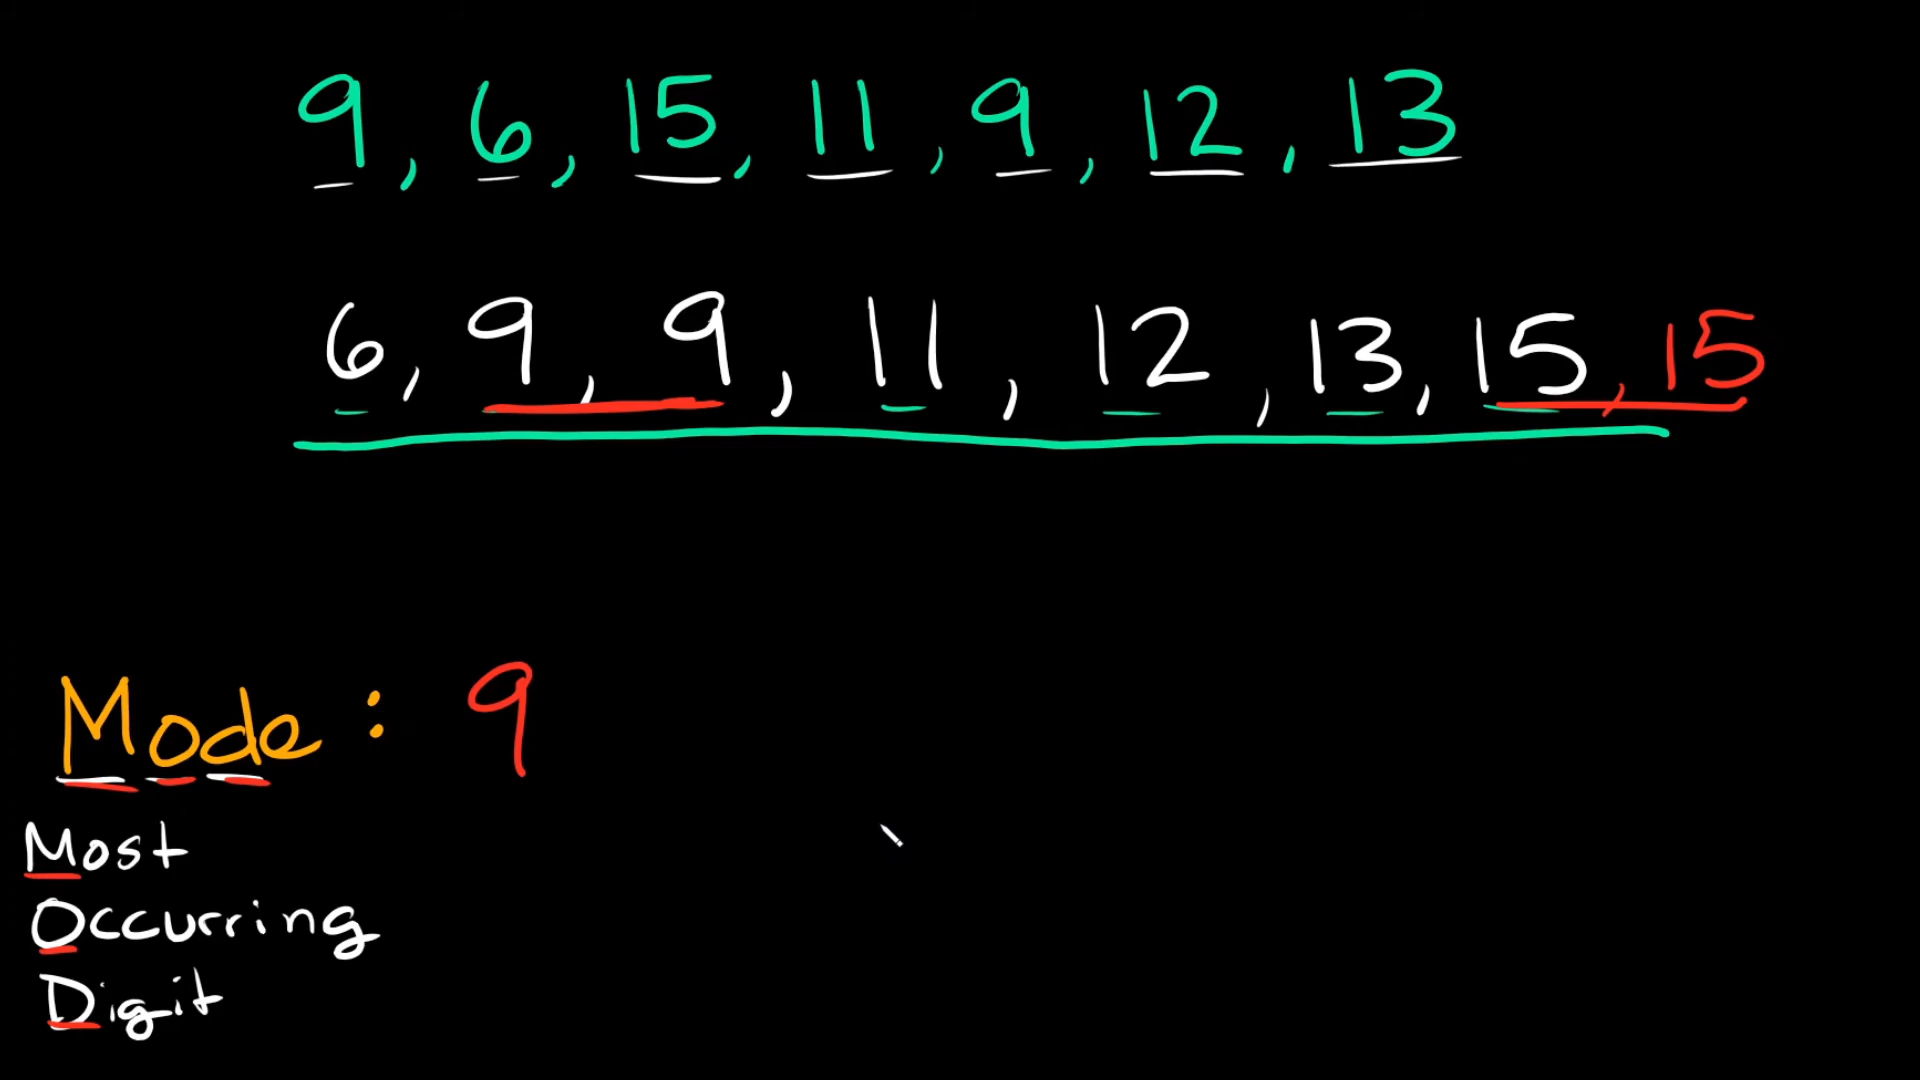 9, 6, 15, 11, 9, 12, 13
6, 9, 9, 11, 12, 13, 15, 15
Mode: 9
Most
Occurring
Digit